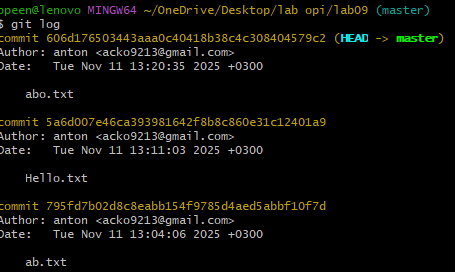 opeen@lenovo MINGW64 ~/OneDrive/Desktop/lab opi/lab09 (master)
$ git log
commit 606d176503443aaa0c40418b38c4c308404579c2 (HEAD -> master)
Author: anton <acko9213@gmail.com>
Date:   Tue Nov 11 13:20:35 2025 +0300
abo.txt
commit 5a6d007e46ca393981642f8b8c860e31c12401a9
Author: anton <acko9213@gmail.com>
Date:   Tue Nov 11 13:11:03 2025 +0300
Hello.txt
commit 795fd7b02d8c8eabb154f9785d4aed5abbf10f7d
Author: anton <acko9213@gmail.com>
Date:   Tue Nov 11 13:04:06 2025 +0300
ab.txt